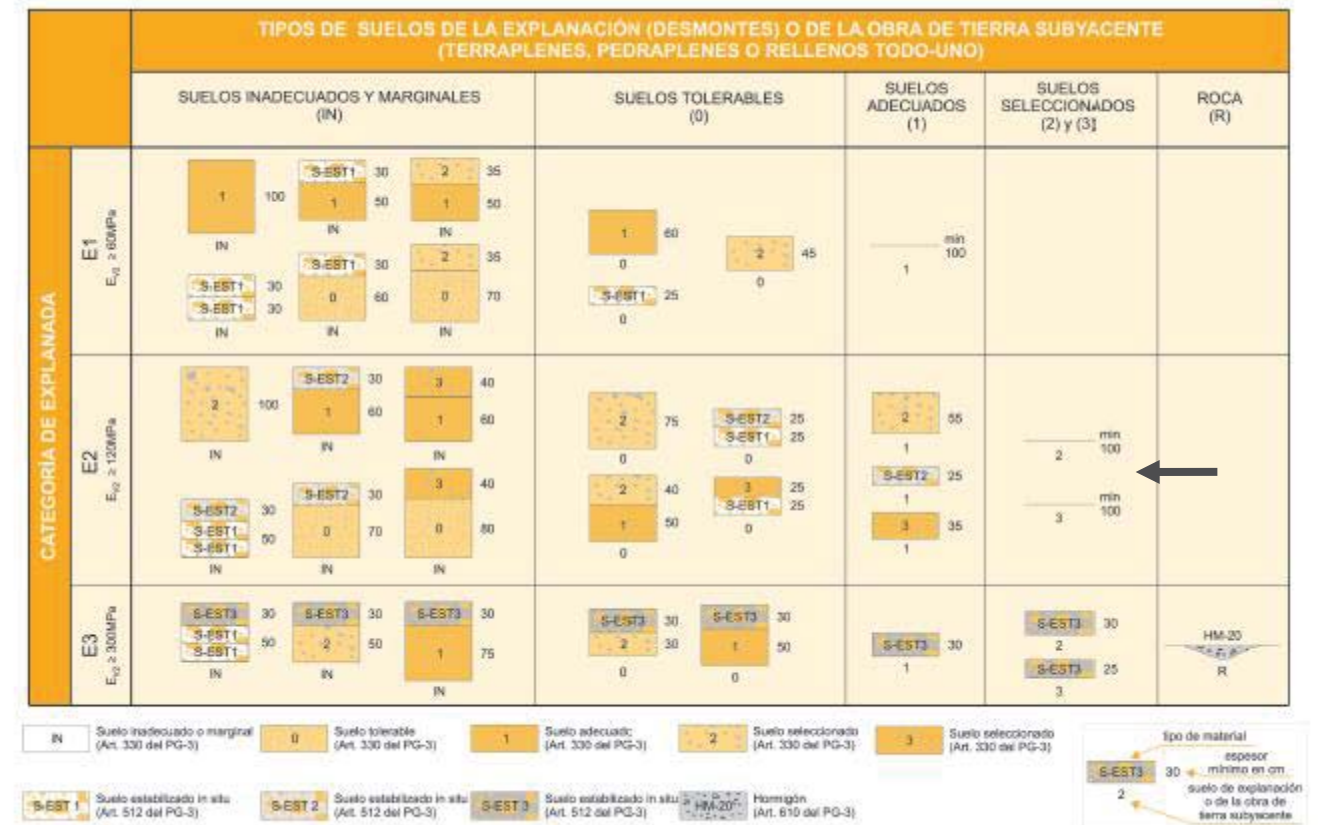 TIPOS DE SUELOS DE LA EXPLANACIÓN (DESMONTES) O DE LA OBRA DE TIERRA SUBYACENTE
(TERRAPLENES, PEDRAPLENES O RELLENOS TODO-UNO)
SUELOS INADECUADOS Y MARGINALES
(IN)
SUELOS TOLERABLES
(0)
SUELOS
ADECUADOS
(1)
SUELOS
SELECCIONADOS
(2) y (3)
ROCA
(R)
CATEGORÍA DE EXPLANADA
E1
Ev2 ≥ 60MPa
1 100
IN
S-EST1 30
1 50
IN
2 35
1 50
IN
S-EST1 30
S-EST1 30
IN
S-EST1 30
0 60
IN
2 35
0 70
IN
1 60
0
2 45
0
S-EST1 25
0
min
100
1
E2
Ev2 ≥ 120MPa
2 100
IN
S-EST2 30
1 60
IN
3 40
1 60
IN
S-EST2 30
S-EST1 50
S-EST1
IN
S-EST2 30
0 70
IN
3 40
0 80
IN
2 75
0
S-EST2 25
S-EST1 25
0
2 40
1 50
0
3 25
S-EST1 25
0
2 55
1
S-EST2 25
1
3 35
1
min
100
2
min
100
3
E3
Ev2 ≥ 300MPa
S-EST3 30
S-EST1 50
S-EST1
IN
S-EST3 30
2 50
IN
S-EST3 30
1 75
IN
S-EST3 30
2 30
0
S-EST3 30
1 50
0
S-EST3 30
1
S-EST3 30
2
S-EST3 25
3
HM-20
R
IN Suelo inadecuado o marginal
(Art. 330 del PG-3)
0 Suelo tolerable
(Art. 330 del PG-3)
1 Suelo adecuado
(Art. 330 del PG-3)
2 Suelo seleccionado
(Art. 330 del PG-3)
3 Suelo seleccionado
(Art. 330 del PG-3)
S-EST 1 Suelo estabilizado in situ
(Art. 512 del PG-3)
S-EST 2 Suelo estabilizado in situ
(Art. 512 del PG-3)
S-EST 3 Suelo estabilizado in situ
(Art. 512 del PG-3)
HM-20 Hormigón
(Art. 610 del PG-3)
tipo de material
S-EST3 30
espesor
mínimo en cm
2
suelo de explanación
o de la obra de
tierra subyacente